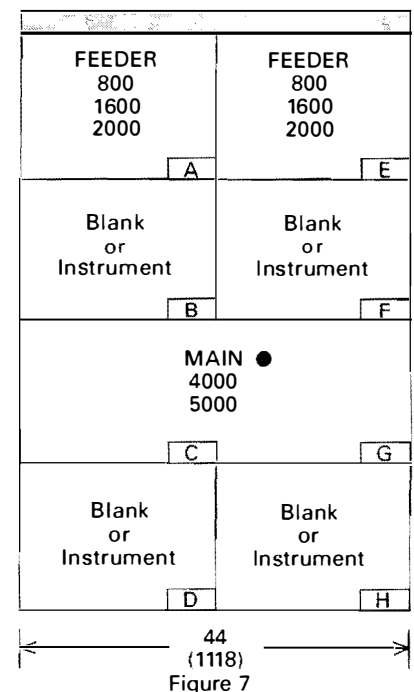 FEEDER
800
1600
2000
A
FEEDER
800
1600
2000
E
Blank
or
Instrument
B
Blank
or
Instrument
F
MAIN ●
4000
5000
C
G
Blank
or
Instrument
D
Blank
or
Instrument
H
44
(1118)
Figure 7